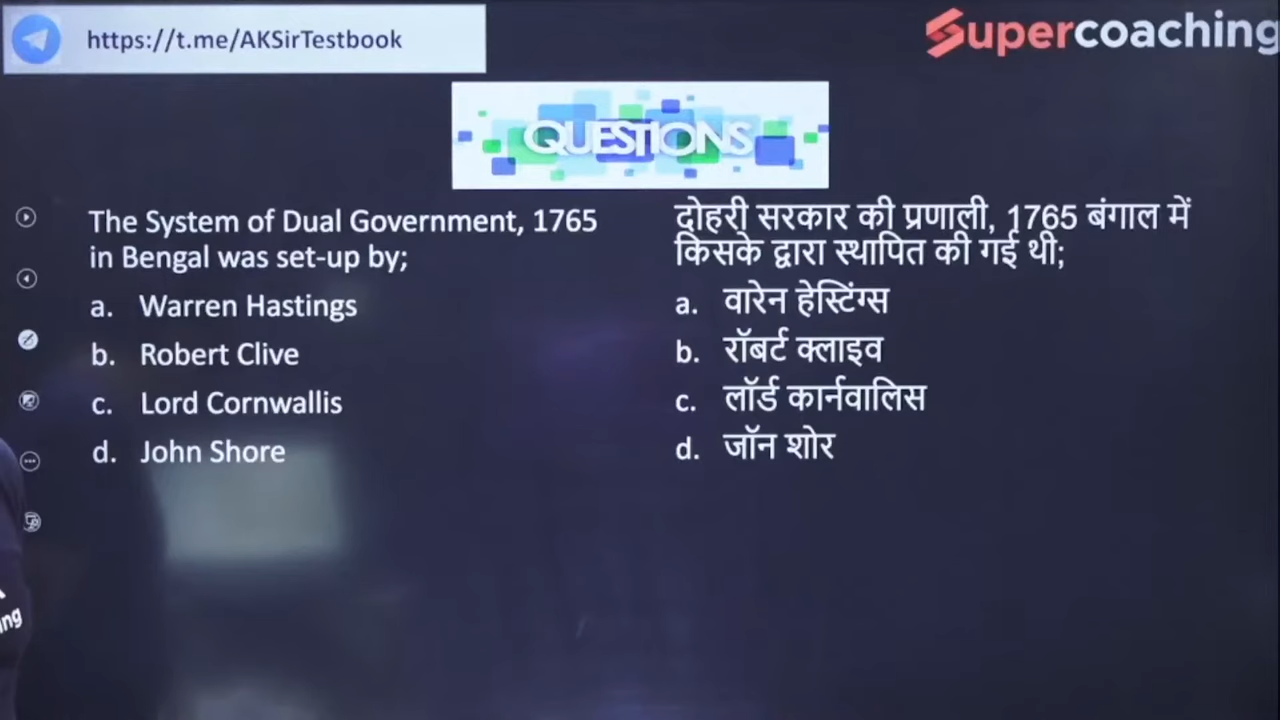 https://t.me/AKSirTestbook
Supercoaching
QUESTIONS
The System of Dual Government, 1765
in Bengal was set-up by;
a. Warren Hastings
b. Robert Clive
c. Lord Cornwallis
d. John Shore
दोहरी सरकार की प्रणाली, 1765 बंगाल में
किसके द्वारा स्थापित की गई थी;
a. वारेन हेस्टिंग्स
b. रॉबर्ट क्लाइव
c. लॉर्ड कार्नवालिस
d. जॉन शोर
ng